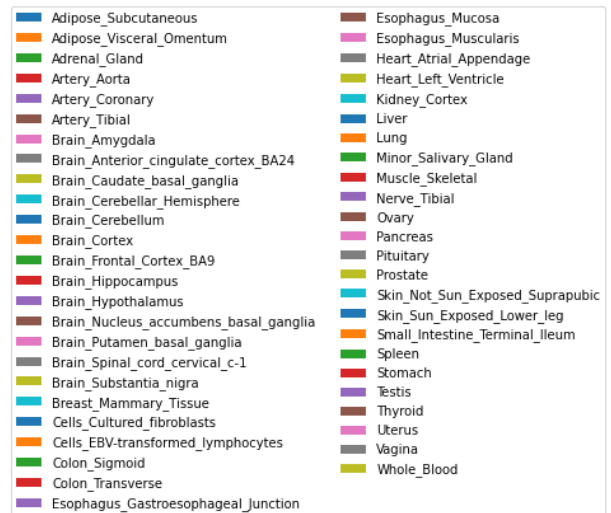 Adipose_Subcutaneous
Adipose_Visceral_Omentum
Adrenal_Gland
Artery_Aorta
Artery_Coronary
Artery_Tibial
Brain_Amygdala
Brain_Anterior_cingulate_cortex_BA24
Brain_Caudate_basal_ganglia
Brain_Cerebellar_Hemisphere
Brain_Cerebellum
Brain_Cortex
Brain_Frontal_Cortex_BA9
Brain_Hippocampus
Brain_Hypothalamus
Brain_Nucleus_accumbens_basal_ganglia
Brain_Putamen_basal_ganglia
Brain_Spinal_cord_cervical_c-1
Brain_Substantia_nigra
Breast_Mammary_Tissue
Cells_Cultured_fibroblasts
Cells_EBV-transformed_lymphocytes
Colon_Sigmoid
Colon_Transverse
Esophagus_Gastroesophageal_Junction
Esophagus_Mucosa
Esophagus_Muscularis
Heart_Atrial_Appendage
Heart_Left_Ventricle
Kidney_Cortex
Liver
Lung
Minor_Salivary_Gland
Muscle_Skeletal
Nerve_Tibial
Ovary
Pancreas
Pituitary
Prostate
Skin_Not_Sun_Exposed_Suprapubic
Skin_Sun_Exposed_Lower_leg
Small_Intestine_Terminal_Ileum
Spleen
Stomach
Testis
Thyroid
Uterus
Vagina
Whole_Blood